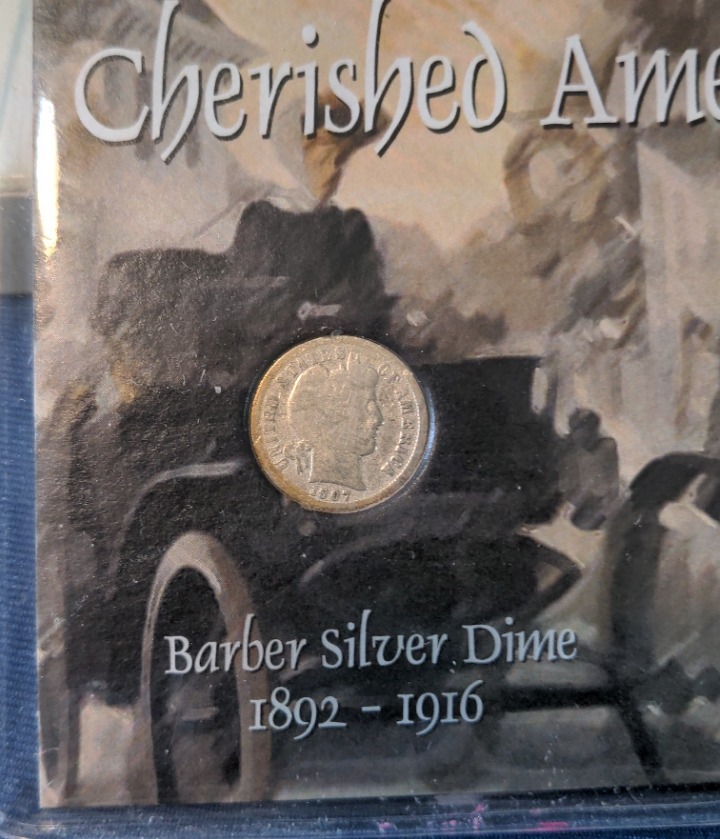 Cherished Ame
UNITED STATES OF AMERICA
Barber Silver Dime
1892 - 1916